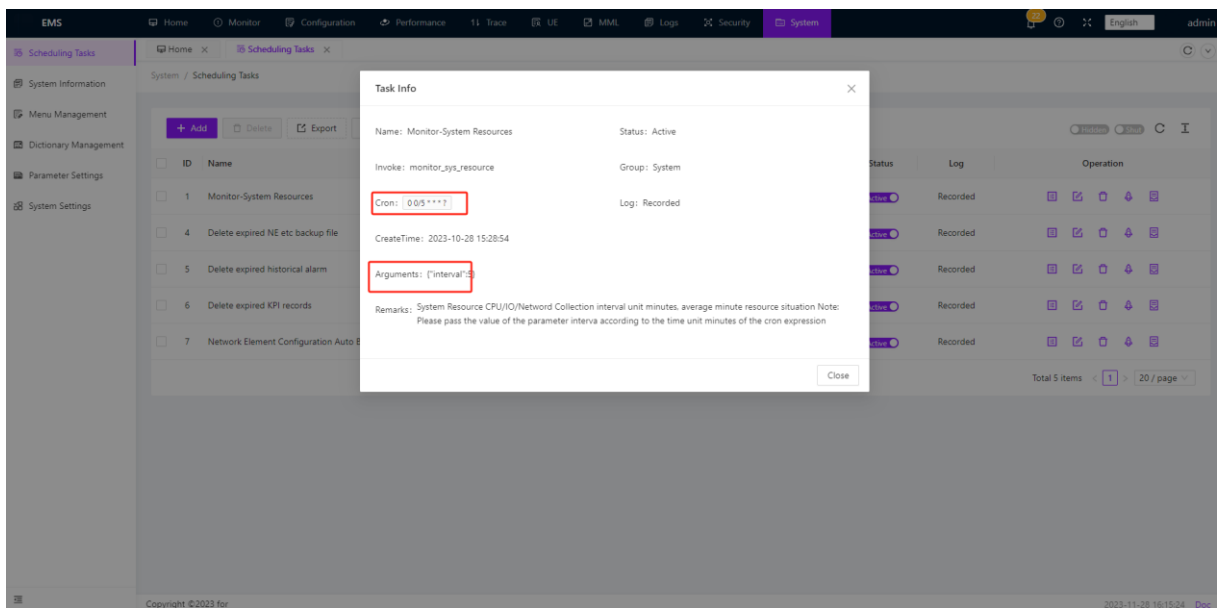 EMS Home Monitor Configuration Performance Trace UE MML Logs Security System 22 English admin
Scheduling Tasks
System Information
Menu Management
Dictionary Management
Parameter Settings
System Settings
Home Scheduling Tasks
System / Scheduling Tasks
Add Delete Export Hidden
ID Name Status Log Operation
1 Monitor-System Resources Recorded
4 Delete expired NE etc backup file Recorded
5 Delete expired historical alarm Recorded
6 Delete expired KPI records Recorded
7 Network Element Configuration Auto Recorded
Total 5 items < 1 > 20 / page
Task Info
Name: Monitor-System Resources Status: Active
Invoke: monitor_sys_resource Group: System
Cron: 0 0/5 * * * ? Log: Recorded
CreateTime: 2023-10-28 15:28:54
Arguments: {"interval":5}
Remarks: System Resource CPU/IO/Network Collection interval unit minutes. average minute resource situation Note:
Please pass the value of the parameter interva according to the time unit minutes of the cron expression
Close
Copyright ©2023 for 2023-11-28 16:15:24 Doc